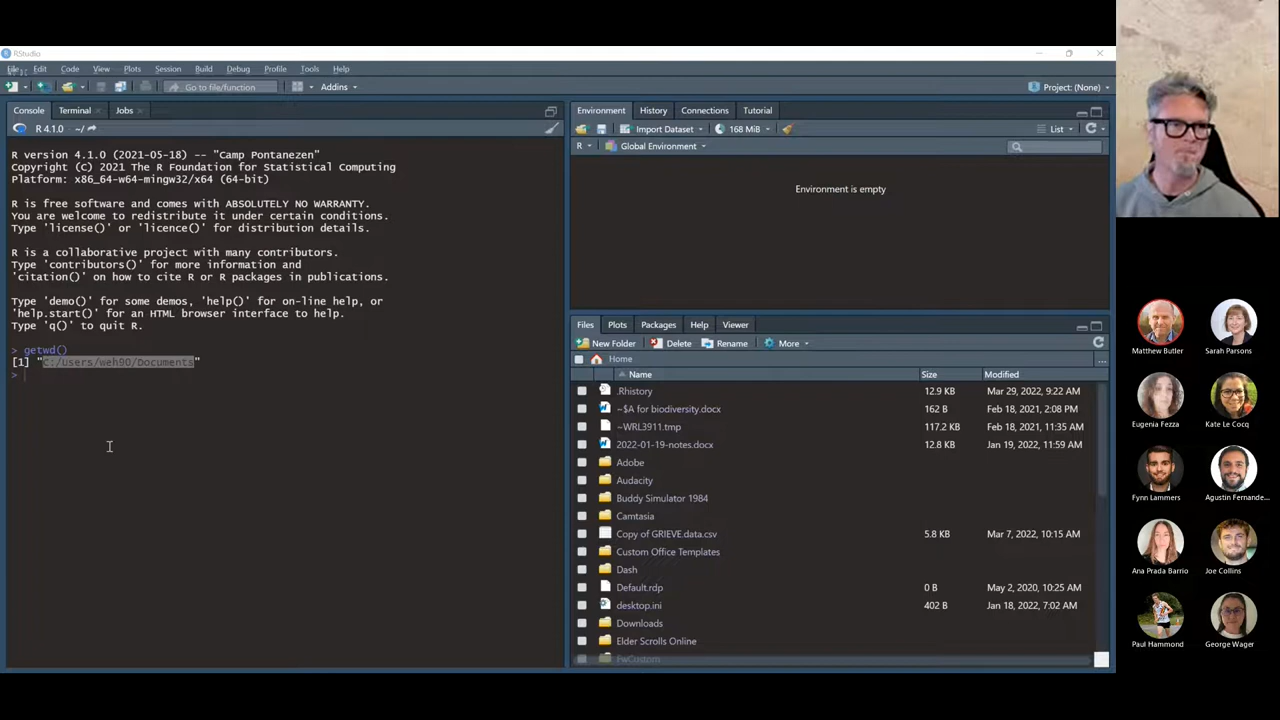 RStudio
File Edit Code View Plots Session Build Debug Profile Tools Help
Go to file/function Addins Project: (None)
Console Terminal Jobs
R 4.1.0 ~/
R version 4.1.0 (2021-05-18) -- "Camp Pontanezen"
Copyright (C) 2021 The R Foundation for Statistical Computing
Platform: x86_64-w64-mingw32/x64 (64-bit)
R is free software and comes with ABSOLUTELY NO WARRANTY.
You are welcome to redistribute it under certain conditions.
Type 'license()' or 'licence()' for distribution details.
R is a collaborative project with many contributors.
Type 'contributors()' for more information and
'citation()' on how to cite R or R packages in publications.
Type 'demo()' for some demos, 'help()' for on-line help, or
'help.start()' for an HTML browser interface to help.
Type 'q()' to quit R.
> getwd()
[1] "C:/Users/weh90/Documents"
>
Environment History Connections Tutorial
Import Dataset 168 MiB List
R Global Environment
Environment is empty
Files Plots Packages Help Viewer
New Folder Delete Rename More
Home ...
Name Size Modified
.Rhistory 12.9 KB Mar 29, 2022, 9:22 AM
~$A for biodiversity.docx 162 B Feb 18, 2021, 2:08 PM
~WRL3911.tmp 117.2 KB Feb 18, 2021, 11:35 AM
2022-01-19-notes.docx 12.8 KB Jan 19, 2022, 11:59 AM
Adobe
Audacity
Buddy Simulator 1984
Camtasia
Copy of GRIEVE.data.csv 5.8 KB Mar 7, 2022, 10:15 AM
Custom Office Templates
Dash
Default.rdp 0 B May 2, 2020, 10:25 AM
desktop.ini 402 B Jan 18, 2022, 7:02 AM
Downloads
Elder Scrolls Online
FwCustom
Matthew Butler Sarah Parsons
Eugenia Fezza Kate Le Cocq
Fynn Lammers Agustin Fernande...
Ana Prada Barrio Joe Collins
Paul Hammond George Wager